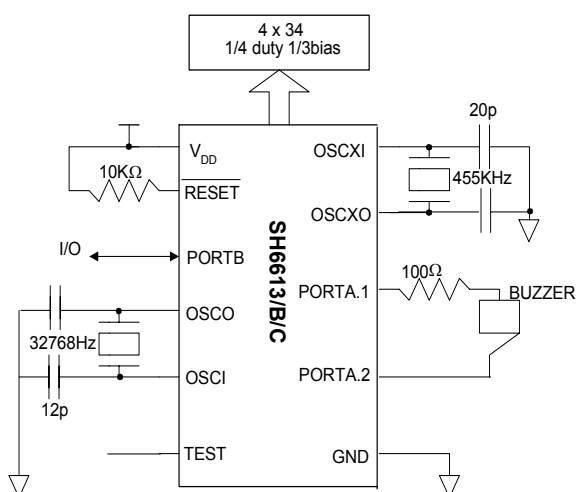 4 x 34
1/4 duty 1/3bias
20p
VDD
OSCXI
10KΩ
455KHz
RESET
OSCXO
I/O
PORTB
SH6613/B/C
100Ω
PORTA.1
BUZZER
OSCO
32768Hz
OSCI
PORTA.2
12p
TEST
GND